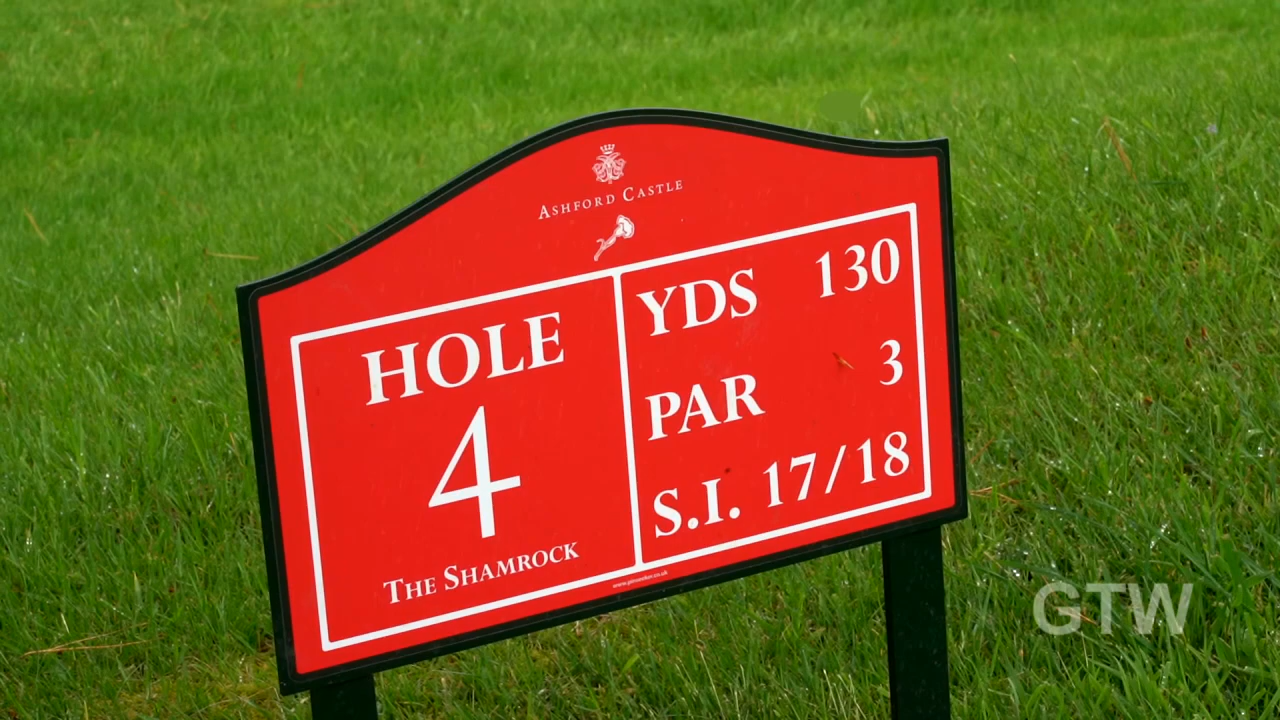 ASHFORD CASTLE
HOLE
4
THE SHAMROCK
YDS 130
PAR 3
S.I. 17/18
GTW